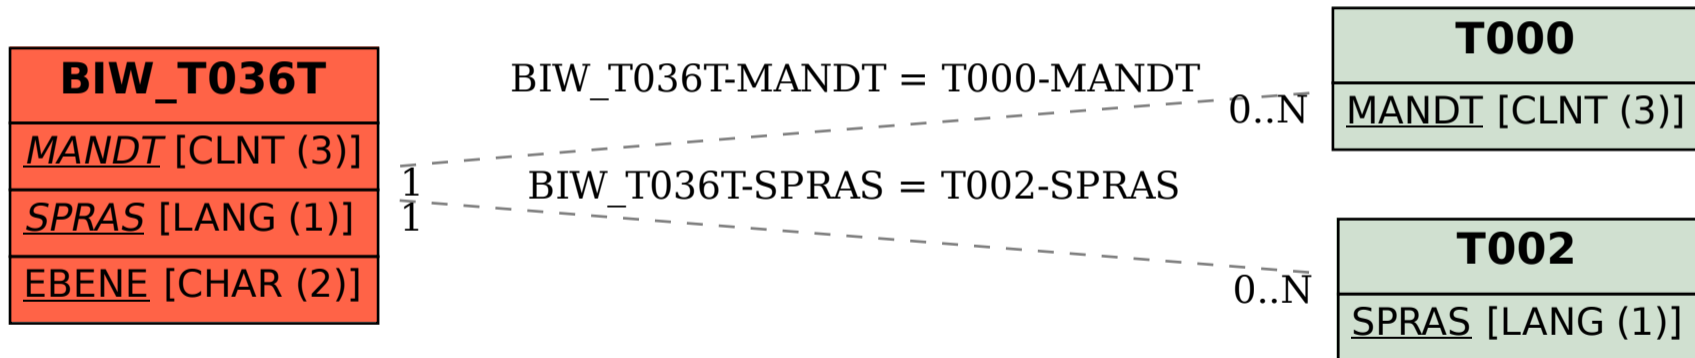 BIW_T036T
MANDT [CLNT (3)]
SPRAS [LANG (1)]
EBENE [CHAR (2)]
BIW_T036T-MANDT = T000-MANDT
1
0..N
BIW_T036T-SPRAS = T002-SPRAS
1
0..N
T000
MANDT [CLNT (3)]
T002
SPRAS [LANG (1)]